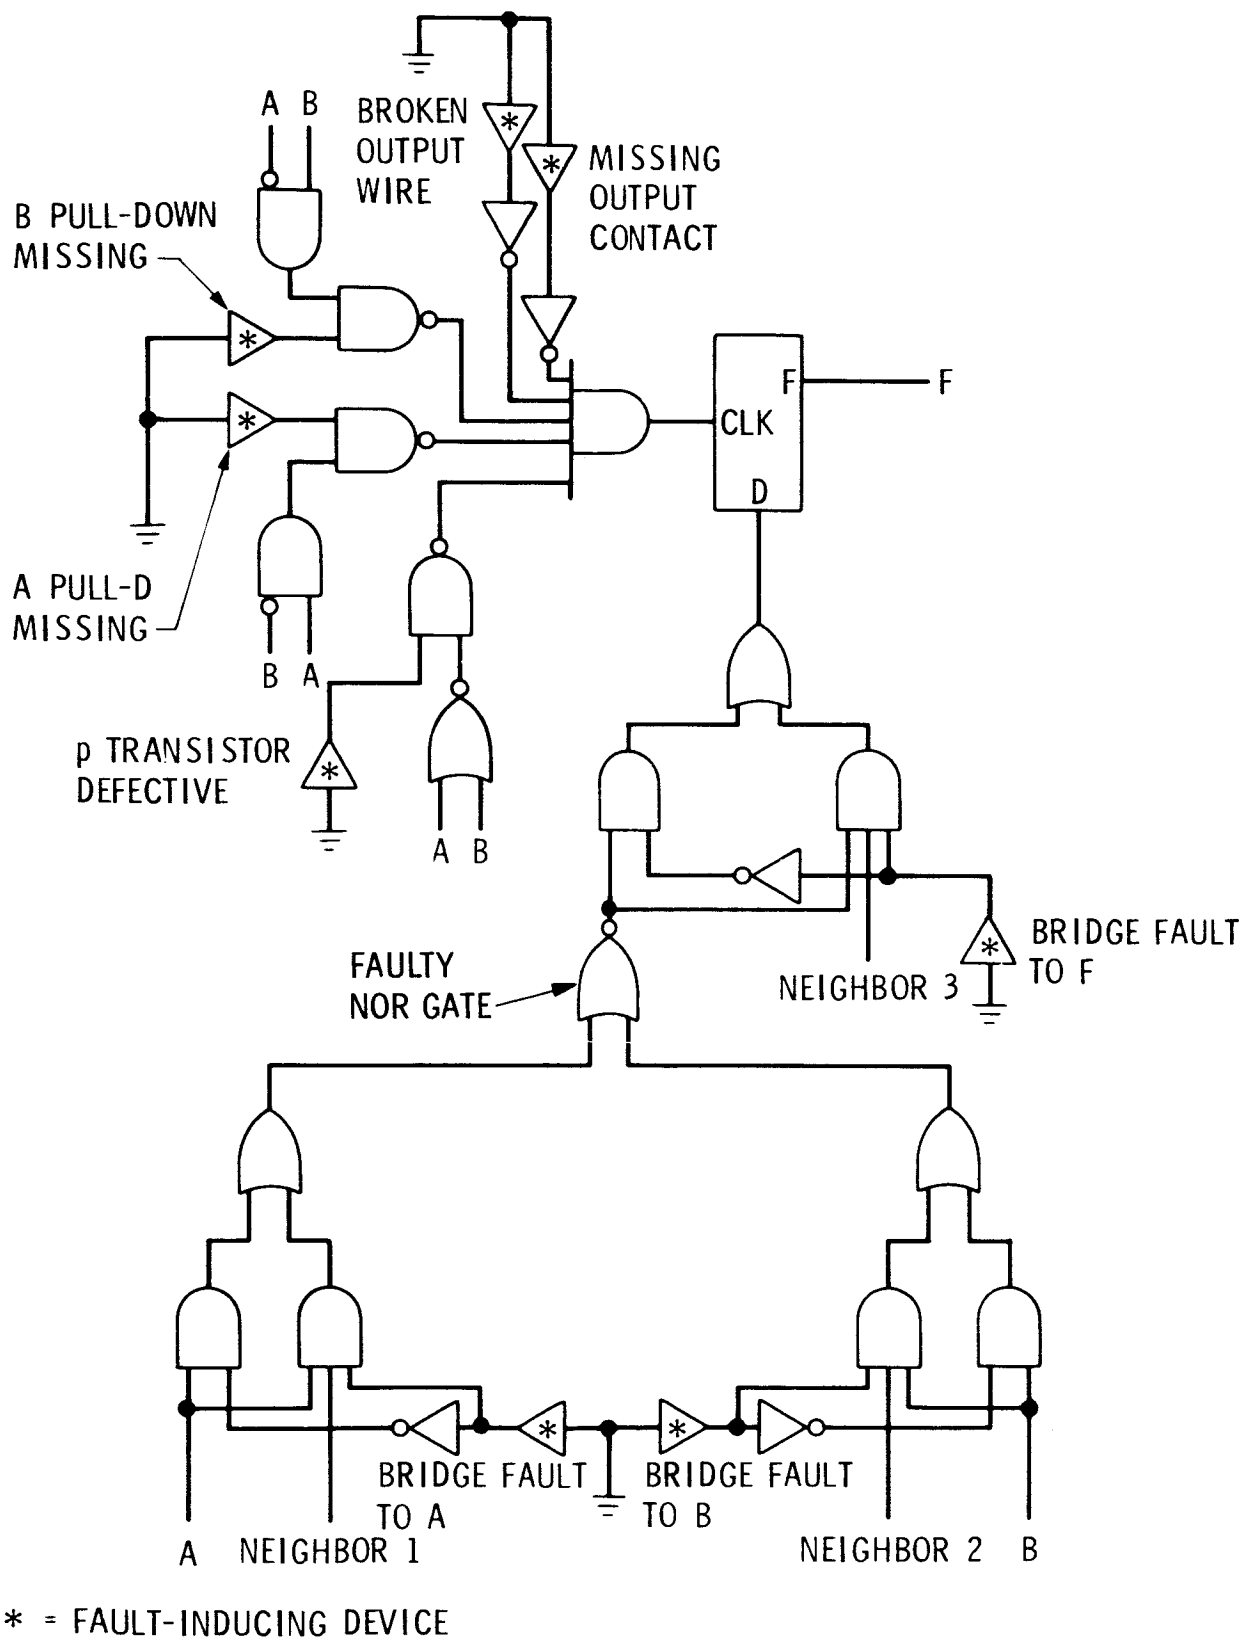 A B
BROKEN
OUTPUT
WIRE
*
*
MISSING
OUTPUT
CONTACT
B PULL-DOWN
MISSING
*
*
F
F
CLK
D
A PULL-D
MISSING
B A
p TRANSISTOR
DEFECTIVE
*
A B
FAULTY
NOR GATE
NEIGHBOR 3
*
BRIDGE FAULT
TO F
*
*
BRIDGE FAULT
TO A
BRIDGE FAULT
TO B
A
NEIGHBOR 1
NEIGHBOR 2
B
* = FAULT-INDUCING DEVICE